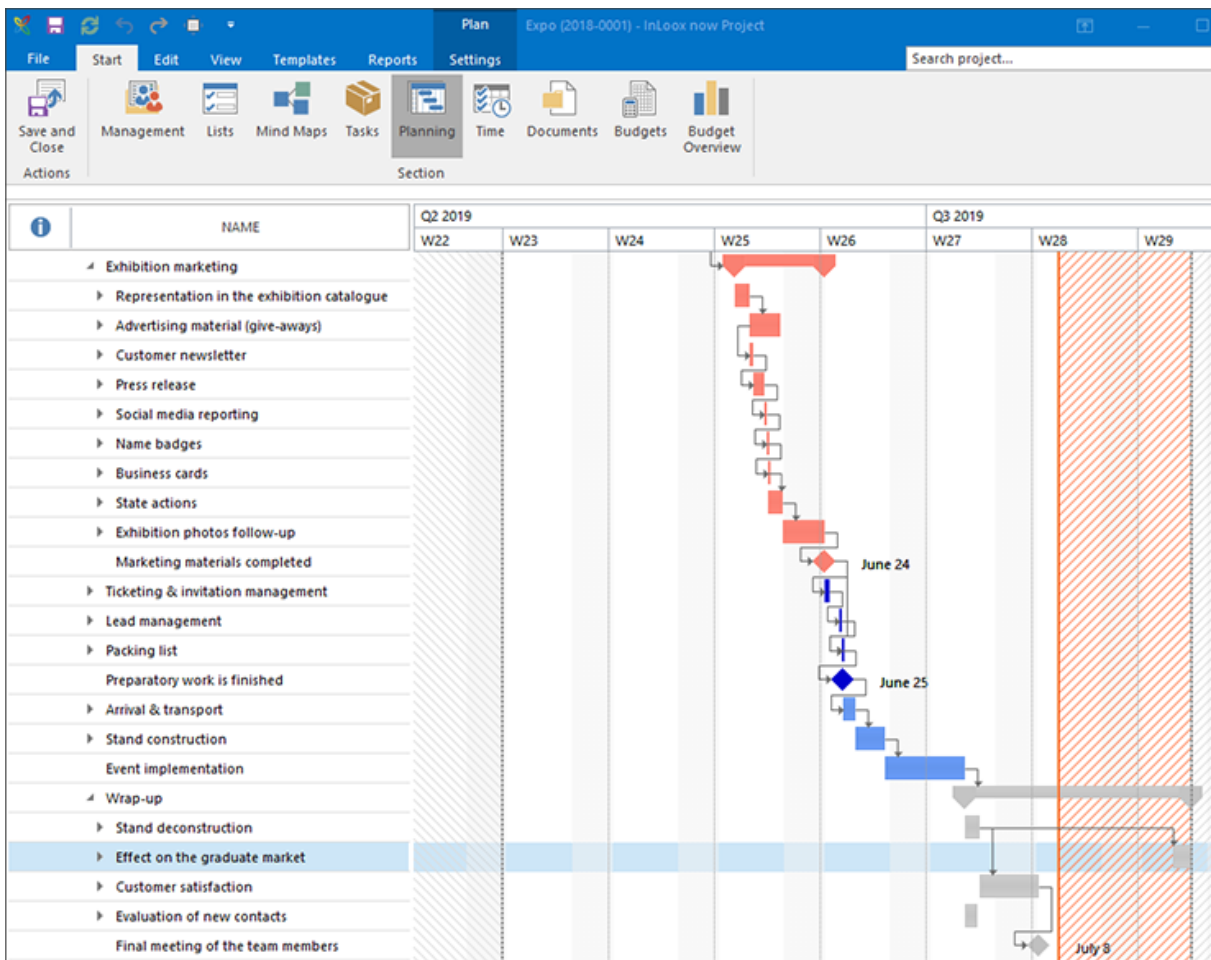 Plan
Expo (2018-0001) - InLoox now Project
File
Start
Edit
View
Templates
Reports
Settings
Search project...
Save and
Close
Management
Lists
Mind Maps
Tasks
Planning
Time
Documents
Budgets
Budget
Overview
Actions
Section
NAME
Q2 2019
Q3 2019
W22
W23
W24
W25
W26
W27
W28
W29
Exhibition marketing
Representation in the exhibition catalogue
Advertising material (give-aways)
Customer newsletter
Press release
Social media reporting
Name badges
Business cards
State actions
Exhibition photos follow-up
Marketing materials completed
June 24
Ticketing & invitation management
Lead management
Packing list
Preparatory work is finished
June 25
Arrival & transport
Stand construction
Event implementation
Wrap-up
Stand deconstruction
Effect on the graduate market
Customer satisfaction
Evaluation of new contacts
Final meeting of the team members
July 8